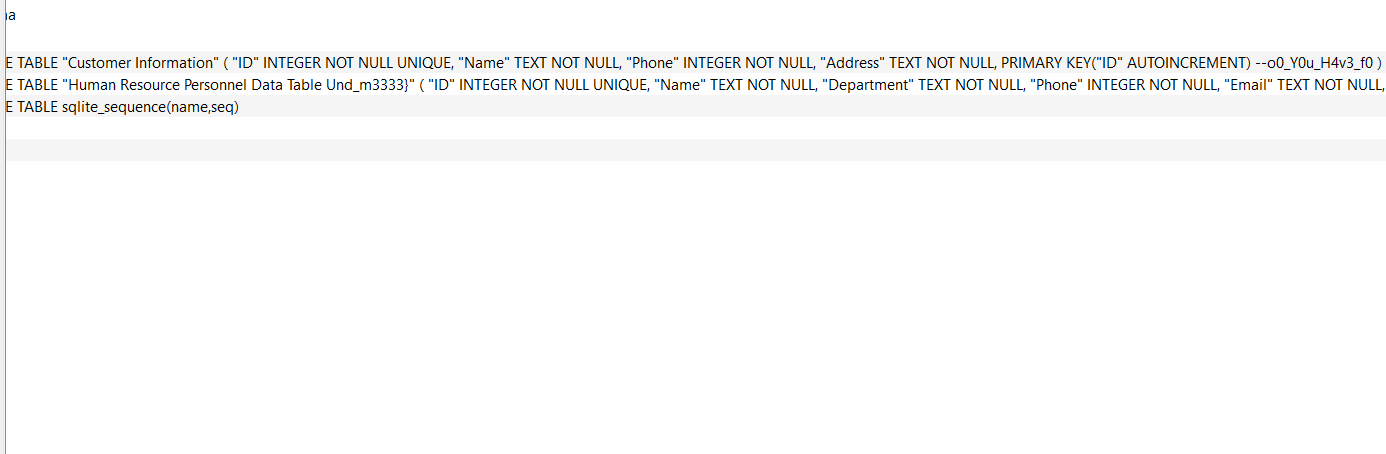 a
E TABLE "Customer Information" ( "ID" INTEGER NOT NULL UNIQUE, "Name" TEXT NOT NULL, "Phone" INTEGER NOT NULL, "Address" TEXT NOT NULL, PRIMARY KEY("ID" AUTOINCREMENT) --o0_Y0u_H4v3_f0 )
E TABLE "Human Resource Personnel Data Table Und_m3333}" ( "ID" INTEGER NOT NULL UNIQUE, "Name" TEXT NOT NULL, "Department" TEXT NOT NULL, "Phone" INTEGER NOT NULL, "Email" TEXT NOT NULL,
E TABLE sqlite_sequence(name,seq)